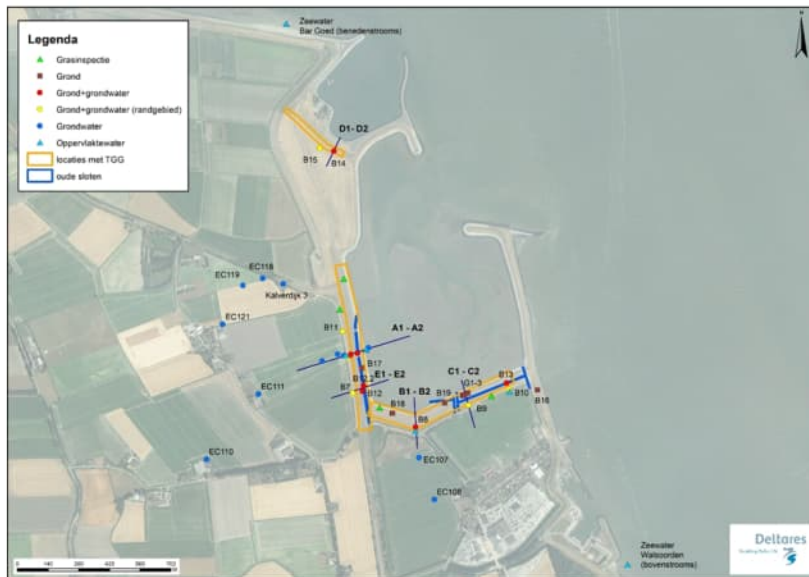 Zeewater
Bar Goed (benedenstrooms)
Legenda
Grasinspectie
Grond
Grond+grondwater
Grond+grondwater (randgebied)
Grondwater
Oppervlaktewater
locaties met TGG
oude sloten
D1- D2
B15
B14
EC118
EC119
Kalverdijk 3
EC121
B11
A1 - A2
B17
E1 - E2
C1 - C2
B13
EC111
B7
B12
B1 - B2
G1-3
B18
B19
B10
B16
B9
B6
EC110
EC107
EC108
Zeewater
Walsoorden
(bovenstrooms)
Deltares
0 140 280